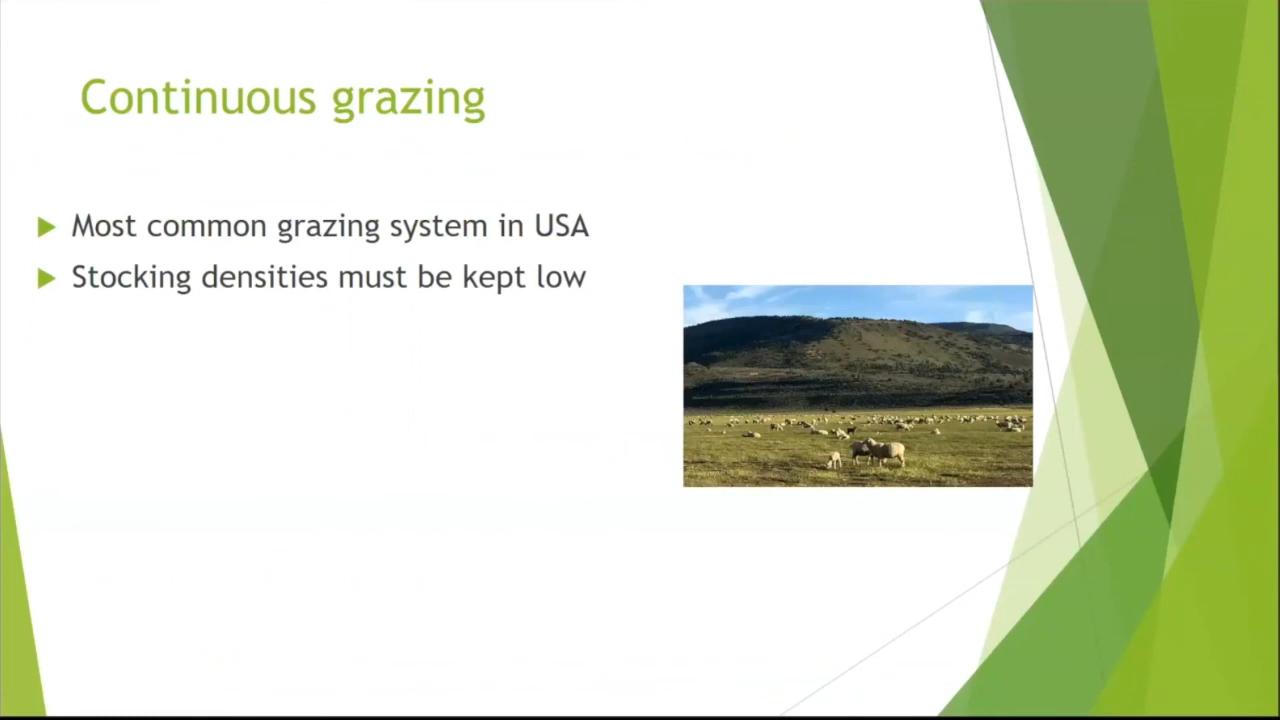 Continuous grazing
Most common grazing system in USA
Stocking densities must be kept low